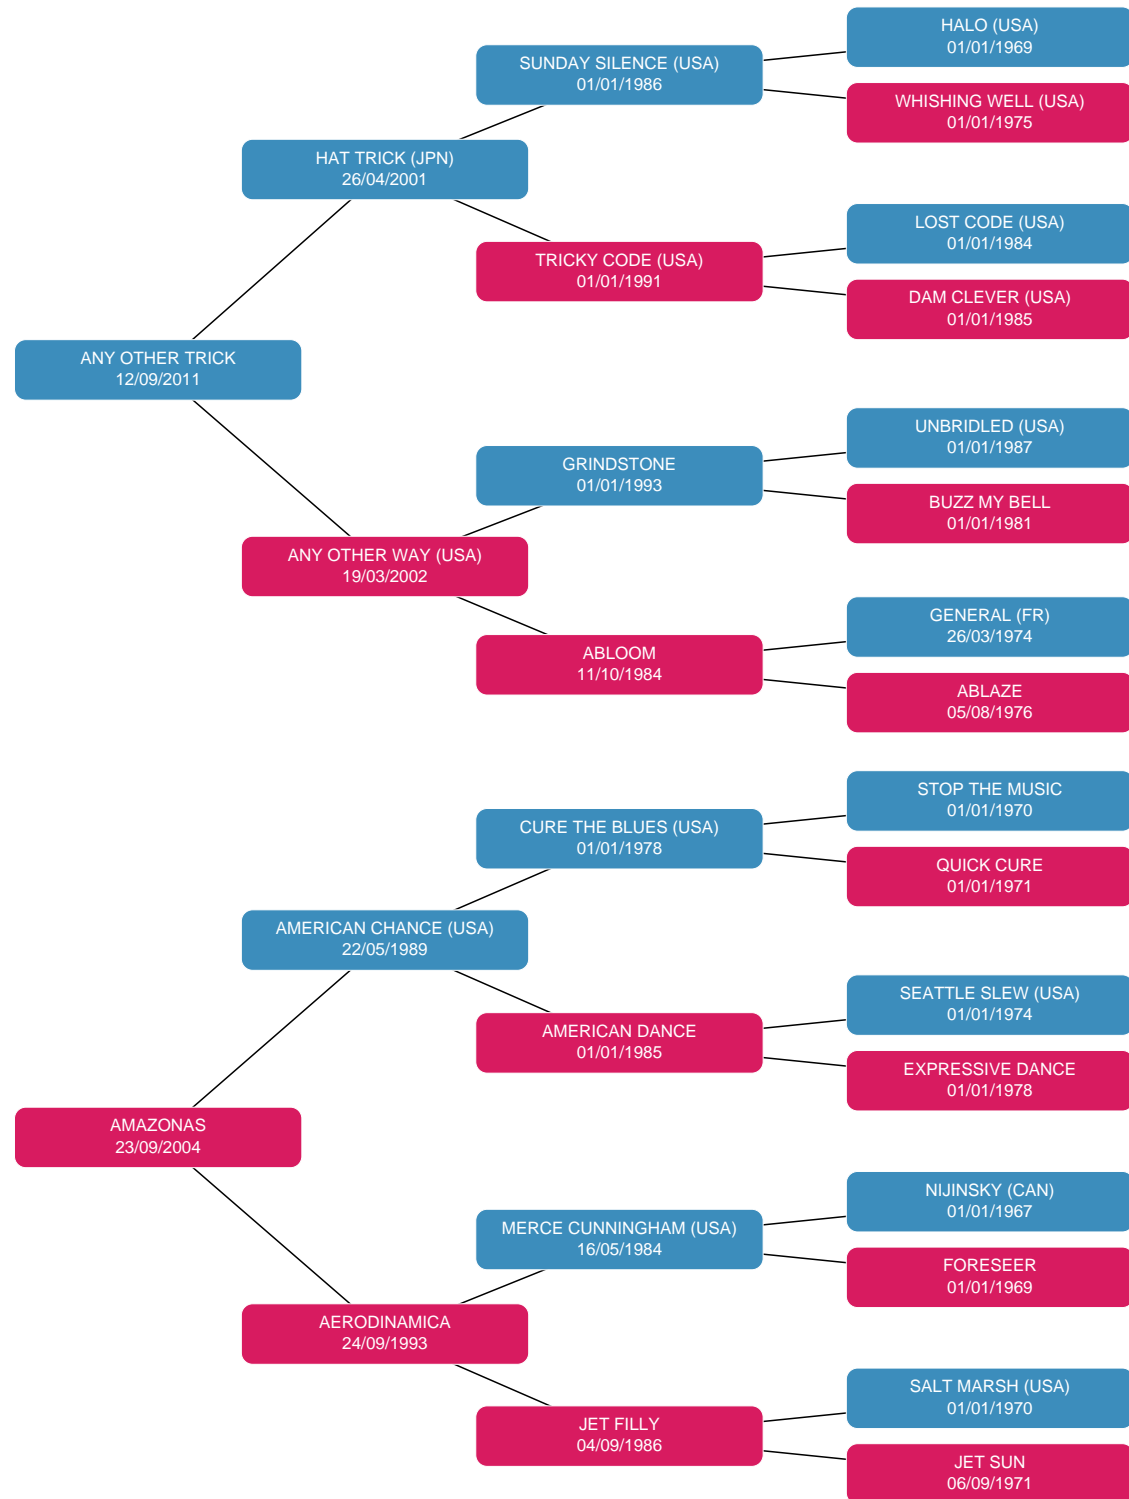 HALO (USA)
01/01/1969
SUNDAY SILENCE (USA)
01/01/1986
WHISHING WELL (USA)
01/01/1975
HAT TRICK (JPN)
26/04/2001
LOST CODE (USA)
01/01/1984
TRICKY CODE (USA)
01/01/1991
DAM CLEVER (USA)
01/01/1985
ANY OTHER TRICK
12/09/2011
UNBRIDLED (USA)
01/01/1987
GRINDSTONE
01/01/1993
BUZZ MY BELL
01/01/1981
ANY OTHER WAY (USA)
19/03/2002
GENERAL (FR)
26/03/1974
ABLOOM
11/10/1984
ABLAZE
05/08/1976
STOP THE MUSIC
01/01/1970
CURE THE BLUES (USA)
01/01/1978
QUICK CURE
01/01/1971
AMERICAN CHANCE (USA)
22/05/1989
SEATTLE SLEW (USA)
01/01/1974
AMERICAN DANCE
01/01/1985
EXPRESSIVE DANCE
01/01/1978
AMAZONAS
23/09/2004
NIJINSKY (CAN)
01/01/1967
MERCE CUNNINGHAM (USA)
16/05/1984
FORESEER
01/01/1969
AERODINAMICA
24/09/1993
SALT MARSH (USA)
01/01/1970
JET FILLY
04/09/1986
JET SUN
06/09/1971